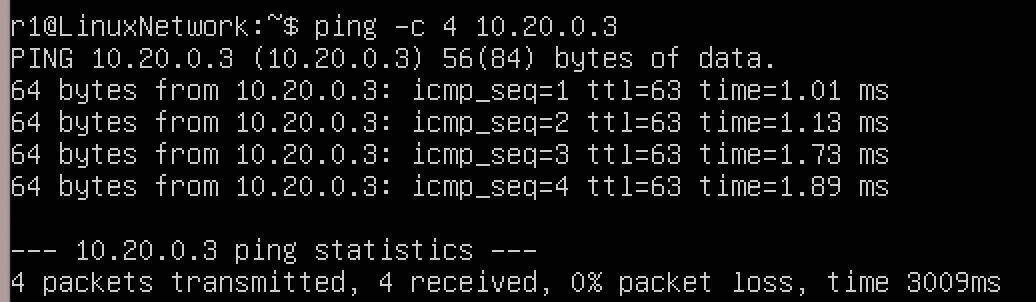 r1@LinuxNetwork:~$ ping -c 4 10.20.0.3
PING 10.20.0.3 (10.20.0.3) 56(84) bytes of data.
64 bytes from 10.20.0.3: icmp_seq=1 ttl=63 time=1.01 ms
64 bytes from 10.20.0.3: icmp_seq=2 ttl=63 time=1.13 ms
64 bytes from 10.20.0.3: icmp_seq=3 ttl=63 time=1.73 ms
64 bytes from 10.20.0.3: icmp_seq=4 ttl=63 time=1.89 ms
--- 10.20.0.3 ping statistics ---
4 packets transmitted, 4 received, 0% packet loss, time 3009ms